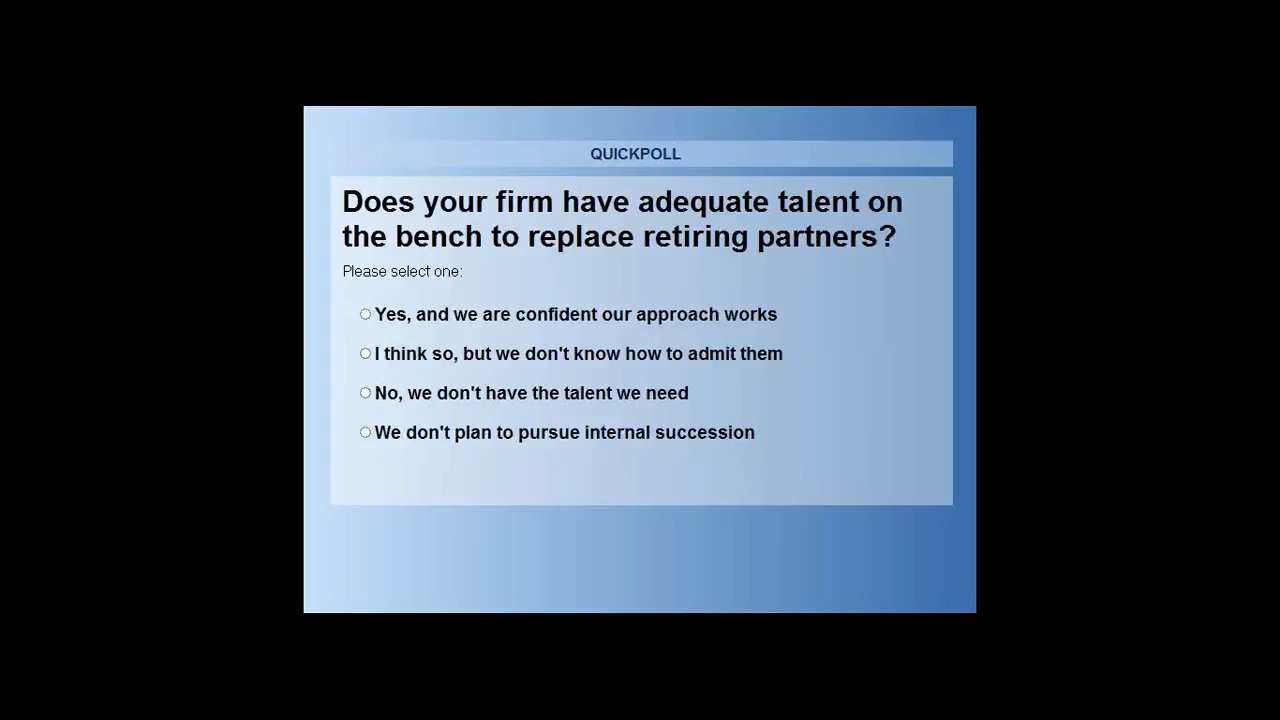 QUICKPOLL
Does your firm have adequate talent on
the bench to replace retiring partners?
Please select one:
Yes, and we are confident our approach works
I think so, but we don't know how to admit them
No, we don't have the talent we need
We don't plan to pursue internal succession